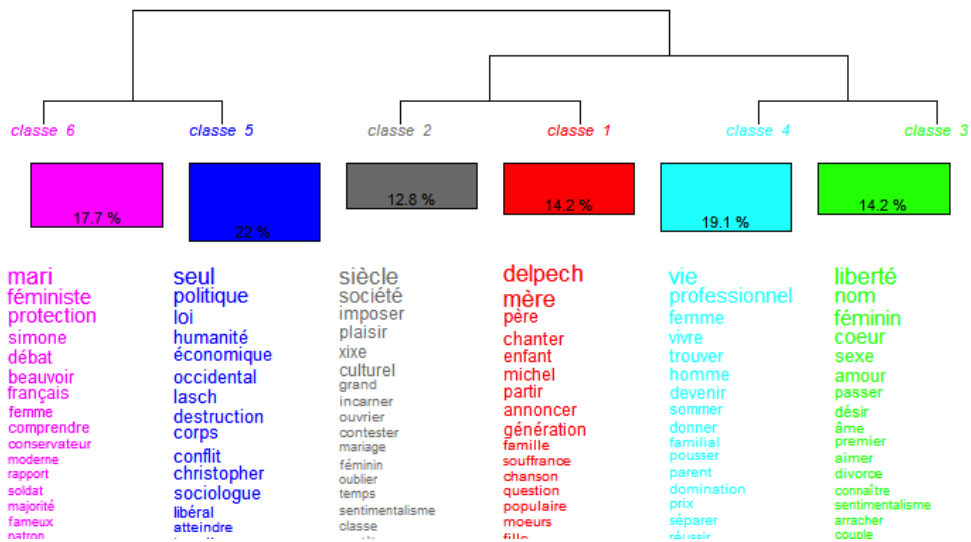 classe 6
classe 5
classe 2
classe 1
classe 4
classe 3
17.7 %
22 %
12.8 %
14.2 %
19.1 %
14.2 %
mari
féministe
protection
simone
débat
beauvoir
français
femme
comprendre
conservateur
moderne
rapport
soldat
majorité
fameux
patron
seul
politique
loi
humanité
économique
occidental
lasch
destruction
corps
conflit
christopher
sociologue
libéral
atteindre
siècle
société
imposer
plaisir
xixe
culturel
grand
incarner
ouvrier
contester
mariage
féminin
oublier
temps
sentimentalisme
classe
delpech
mère
père
chanter
enfant
michel
partir
annoncer
génération
famille
souffrance
chanson
question
populaire
moeurs
fille
vie
professionnel
femme
vivre
trouver
homme
devenir
sommer
donner
familial
pousser
parent
domination
prix
séparer
réussir
liberté
nom
féminin
coeur
sexe
amour
passer
désir
âme
premier
aimer
divorce
connaître
sentimentalisme
arracher
couple